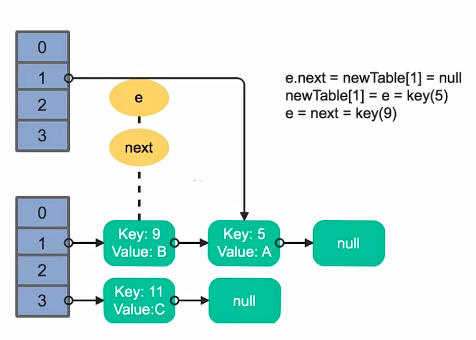 0
1
2
3
e
next
e.next = newTable[1] = null
newTable[1] = e = key(5)
e = next = key(9)
0
1
2
3
Key: 9
Value: B
Key: 5
Value: A
null
Key: 11
Value:C
null